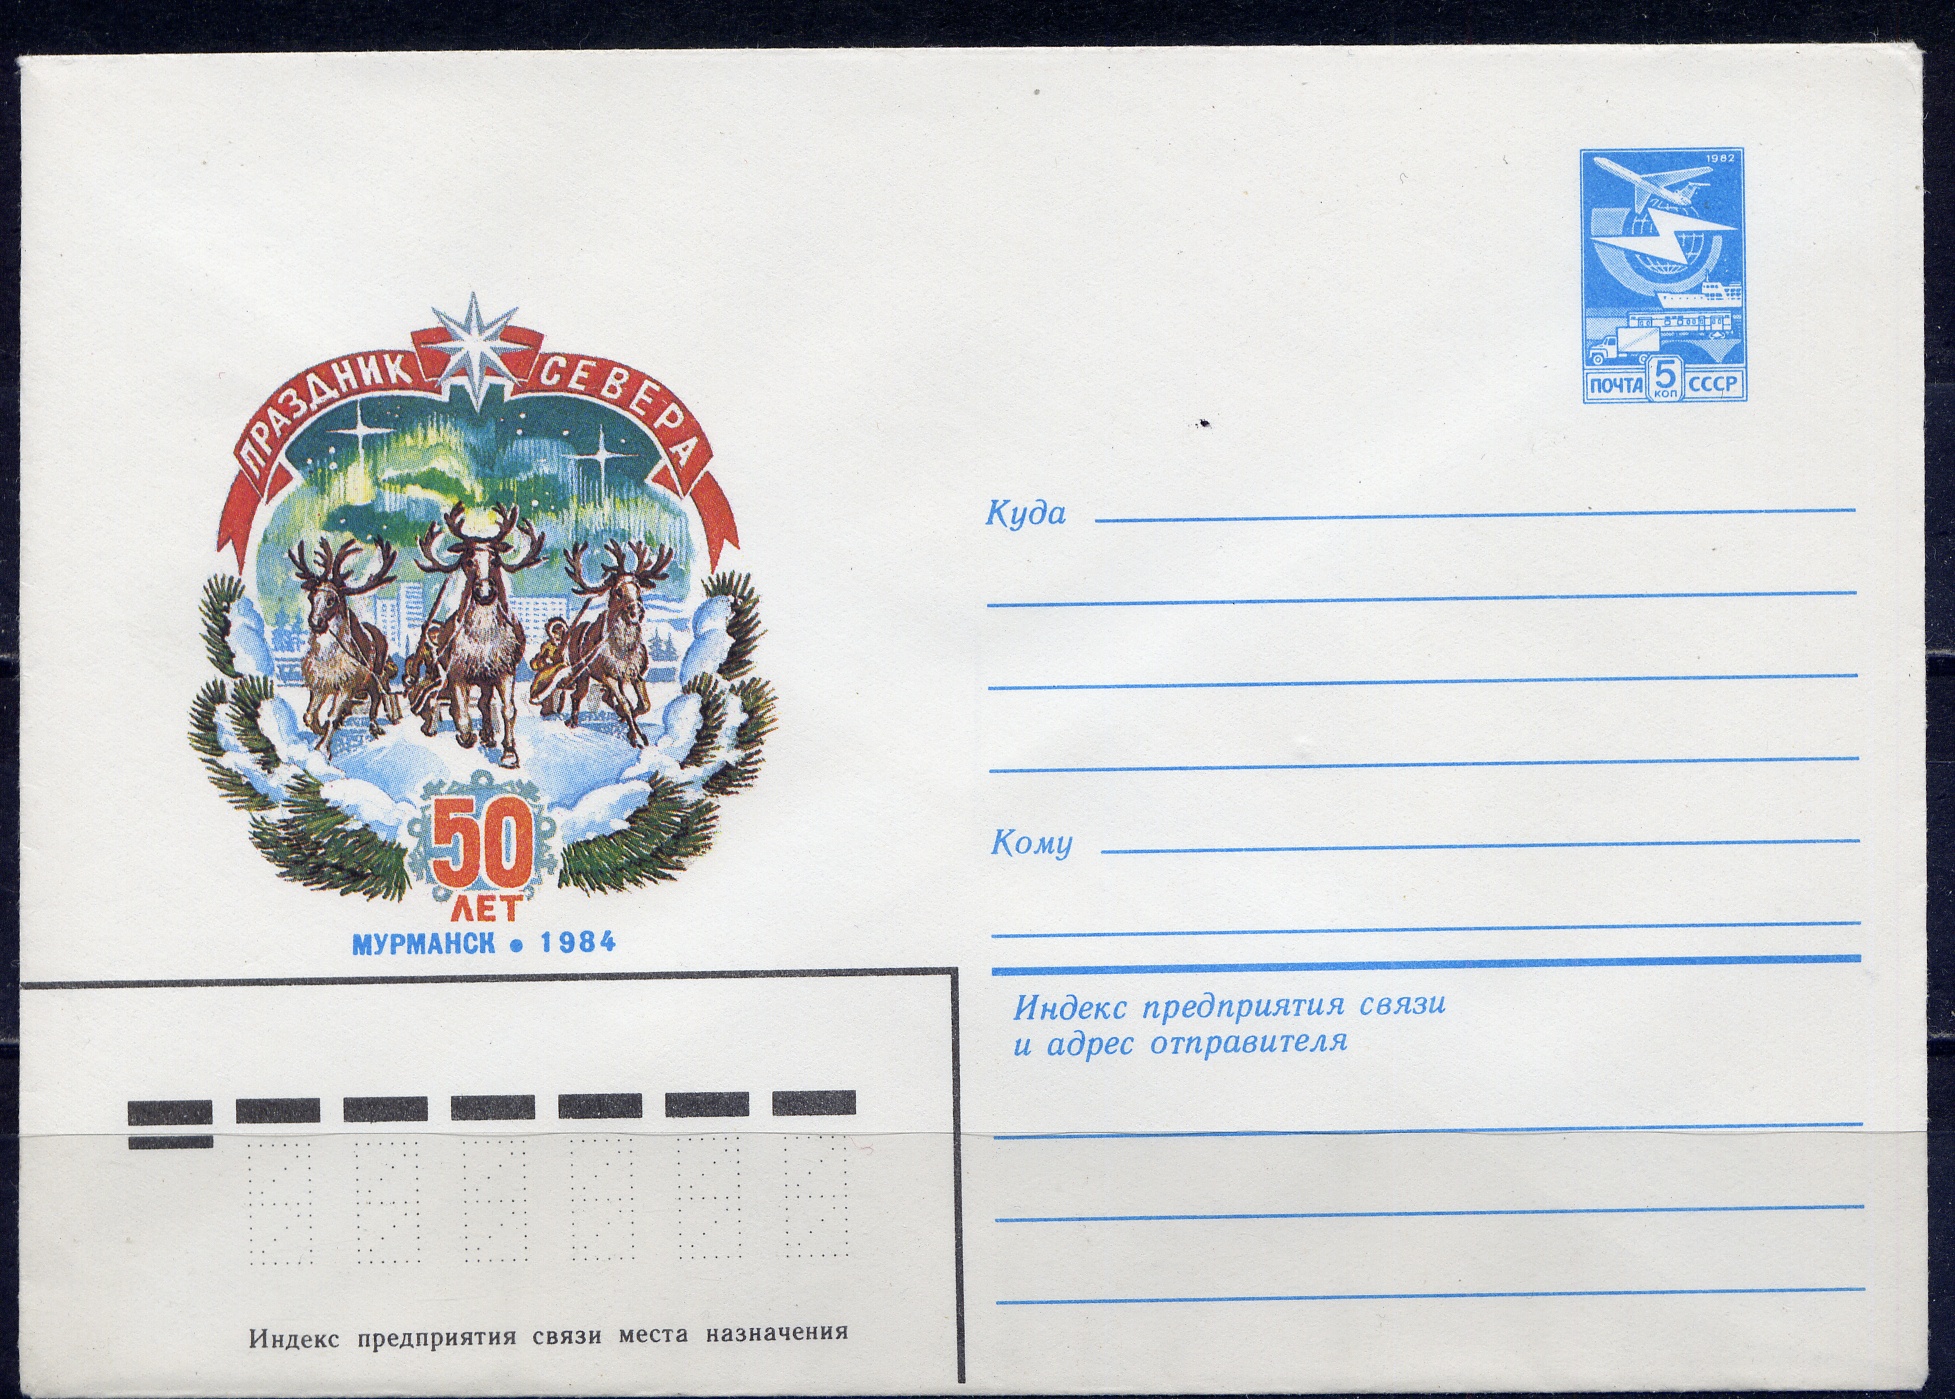 1982
ПОЧТА 5 КОП СССР
ПРАЗДНИК СЕВЕРА
50
ЛЕТ
МУРМАНСК • 1984
Куда
Кому
Индекс предприятия связи
и адрес отправителя
Индекс предприятия связи места назначения